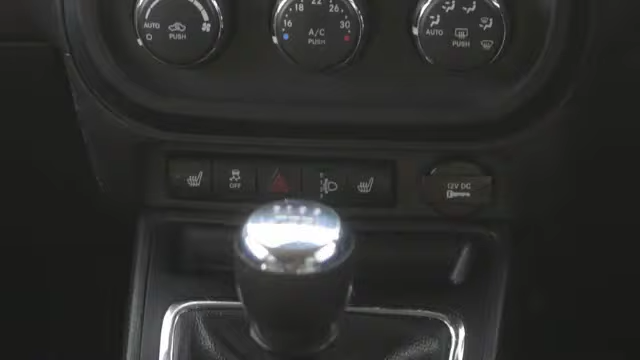 AUTO
O
PUSH
16 18 22 26 30
A/C
PUSH
AUTO
PUSH
OFF
12V DC